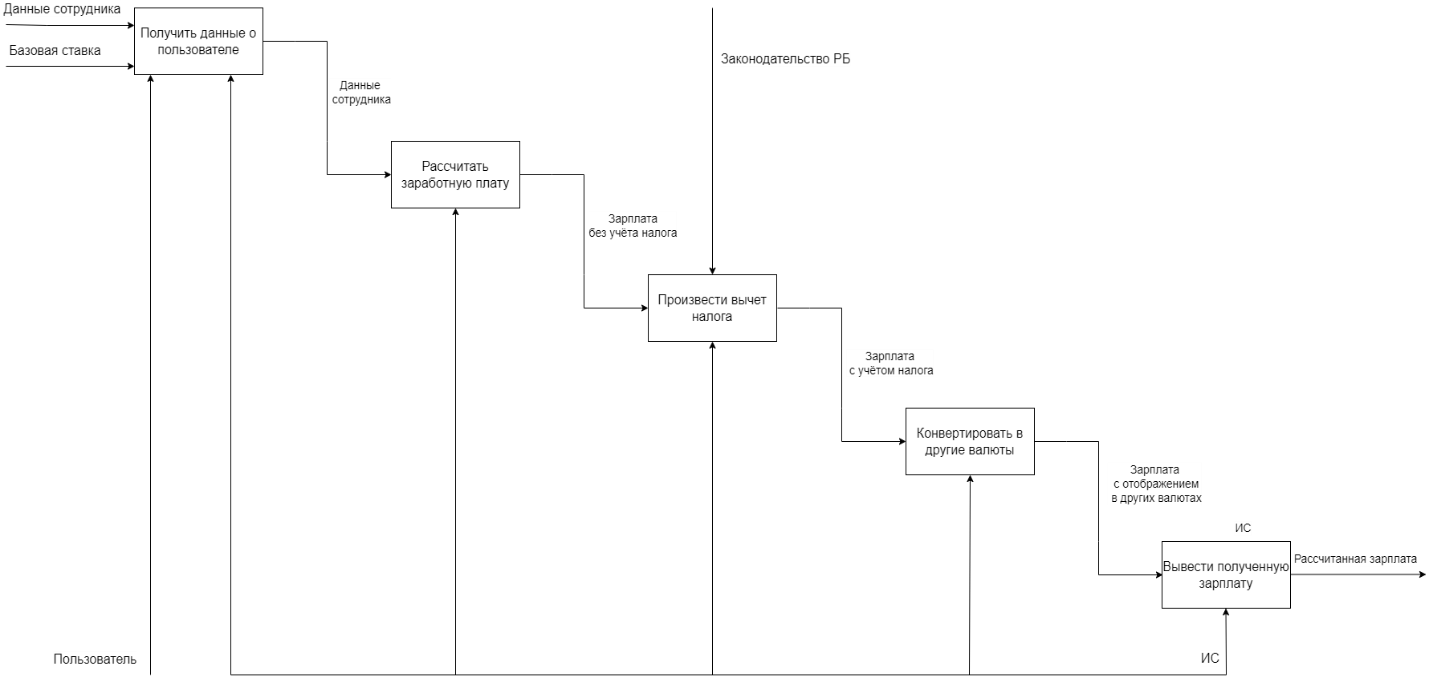 Данные сотрудника
Базовая ставка
Получить данные о
пользователе
Законодательство РБ
Данные
сотрудника
Рассчитать
заработную плату
Зарплата
без учёта налога
Произвести вычет
налога
Зарплата
с учётом налога
Конвертировать в
другие валюты
Зарплата
с отображением
в других валютах
ИС
Вывести полученную
зарплату
Рассчитанная зарплата
Пользователь
ИС